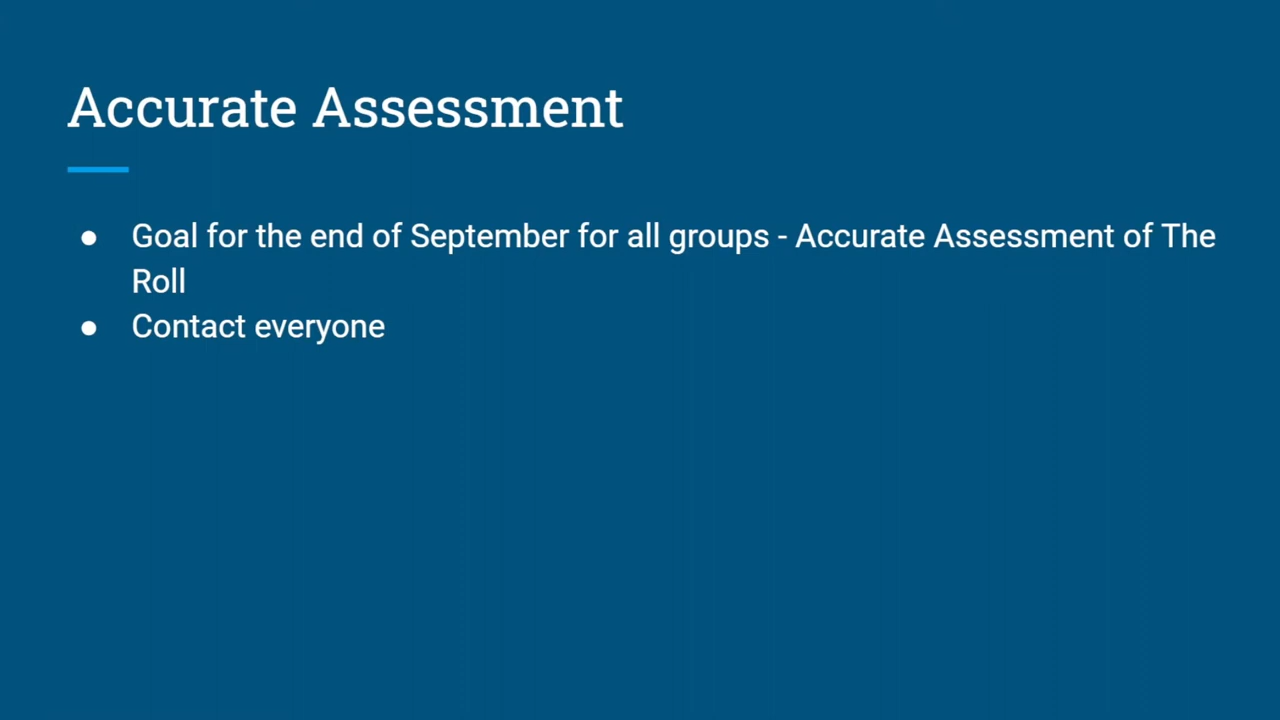 Accurate Assessment
● Goal for the end of September for all groups - Accurate Assessment of The
Roll
● Contact everyone